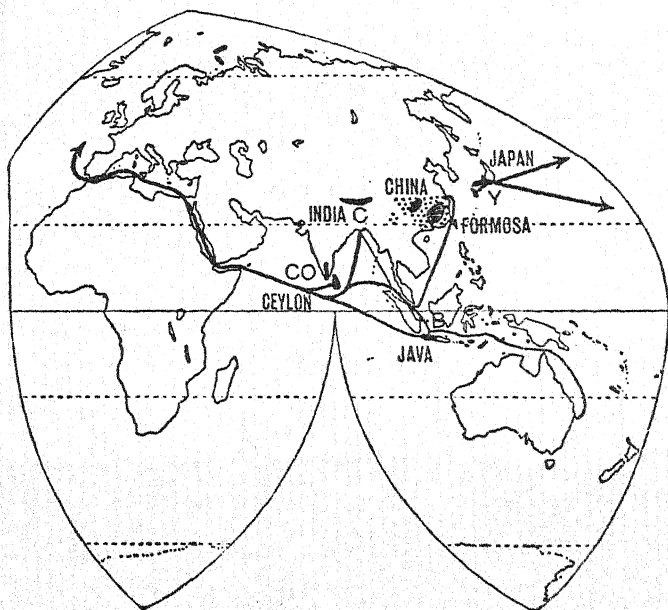 JAPAN
CHINA
Y
INDIA C
FORMOSA
CO
CEYLON
B
JAVA